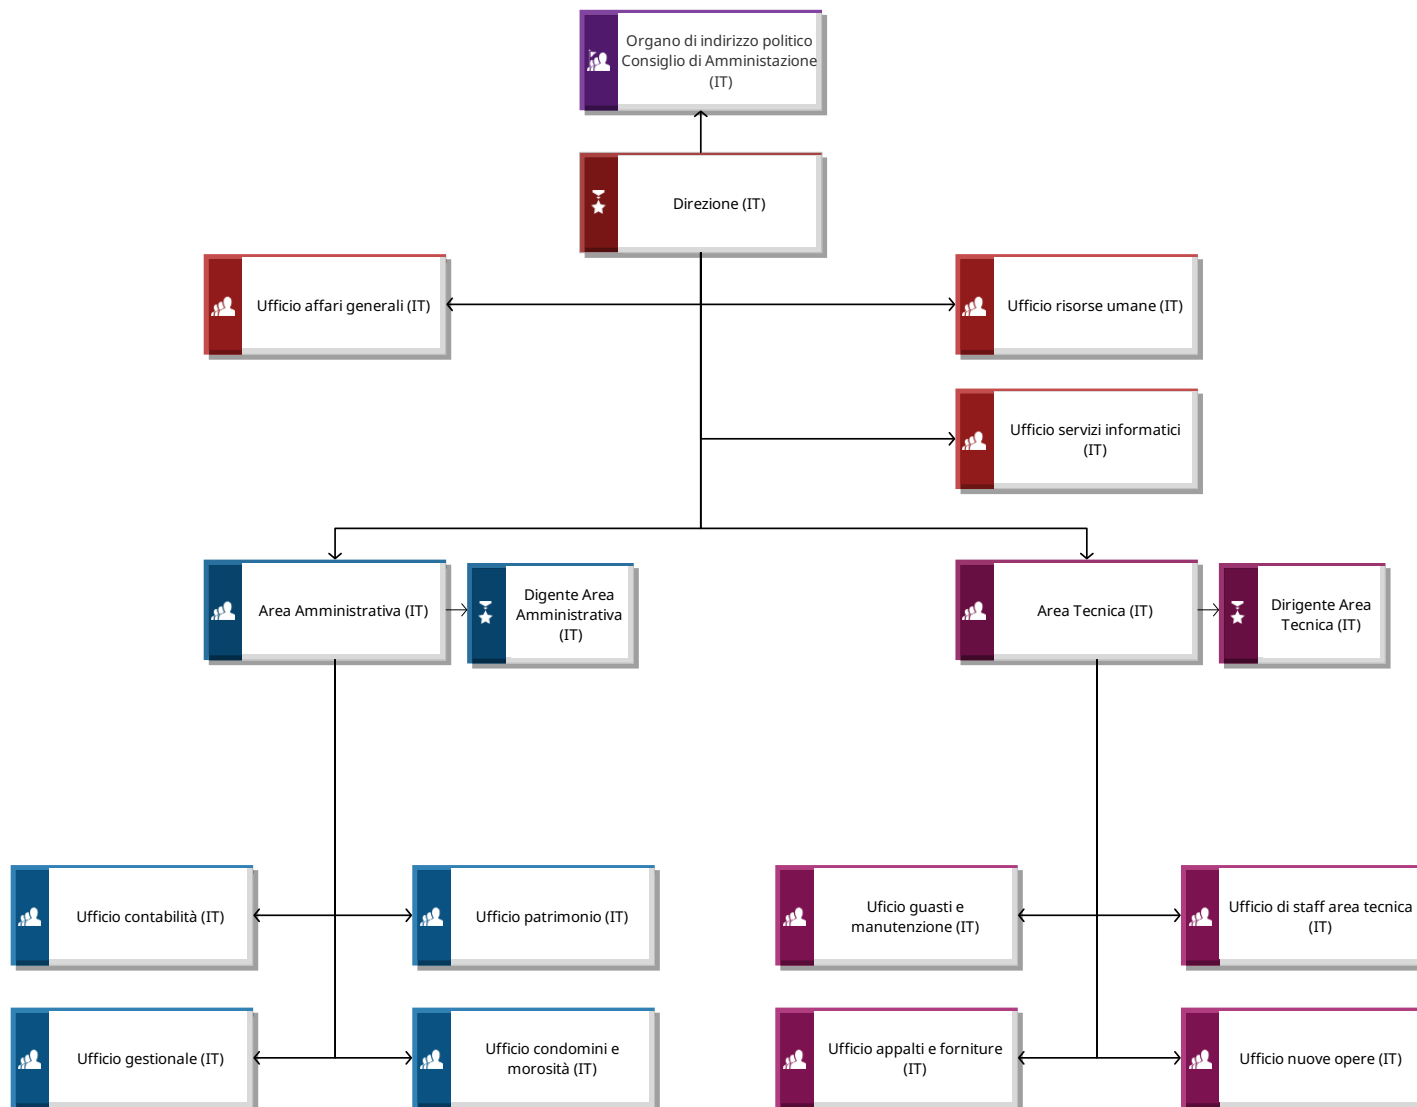 Organo di indirizzo politico
Consiglio di Amministazione
(IT)
Direzione (IT)
Ufficio affari generali (IT)
Ufficio risorse umane (IT)
Ufficio servizi informatici
(IT)
Area Amministrativa (IT)
Digente Area
Amministrativa
(IT)
Area Tecnica (IT)
Dirigente Area
Tecnica (IT)
Ufficio contabilità (IT)
Ufficio patrimonio (IT)
Uficio guasti e
manutenzione (IT)
Ufficio di staff area tecnica
(IT)
Ufficio gestionale (IT)
Ufficio condomini e
morosità (IT)
Ufficio appalti e forniture
(IT)
Ufficio nuove opere (IT)